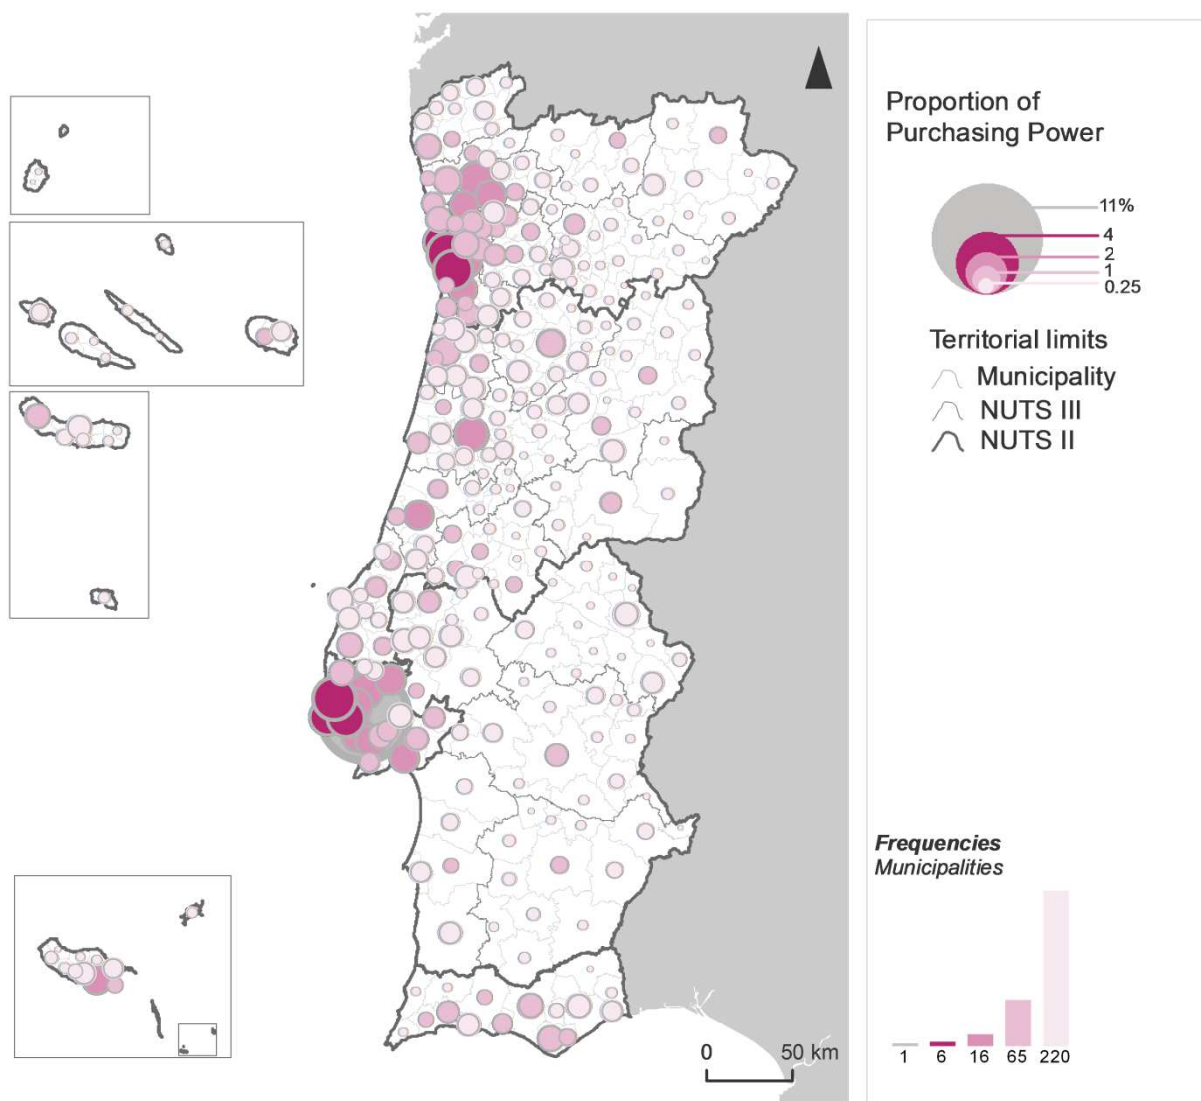 Proportion of
Purchasing Power
11%
4
2
1
0.25
Territorial limits
Municipality
NUTS III
NUTS II
0 50 km
Frequencies
Municipalities
1 6 16 65 220